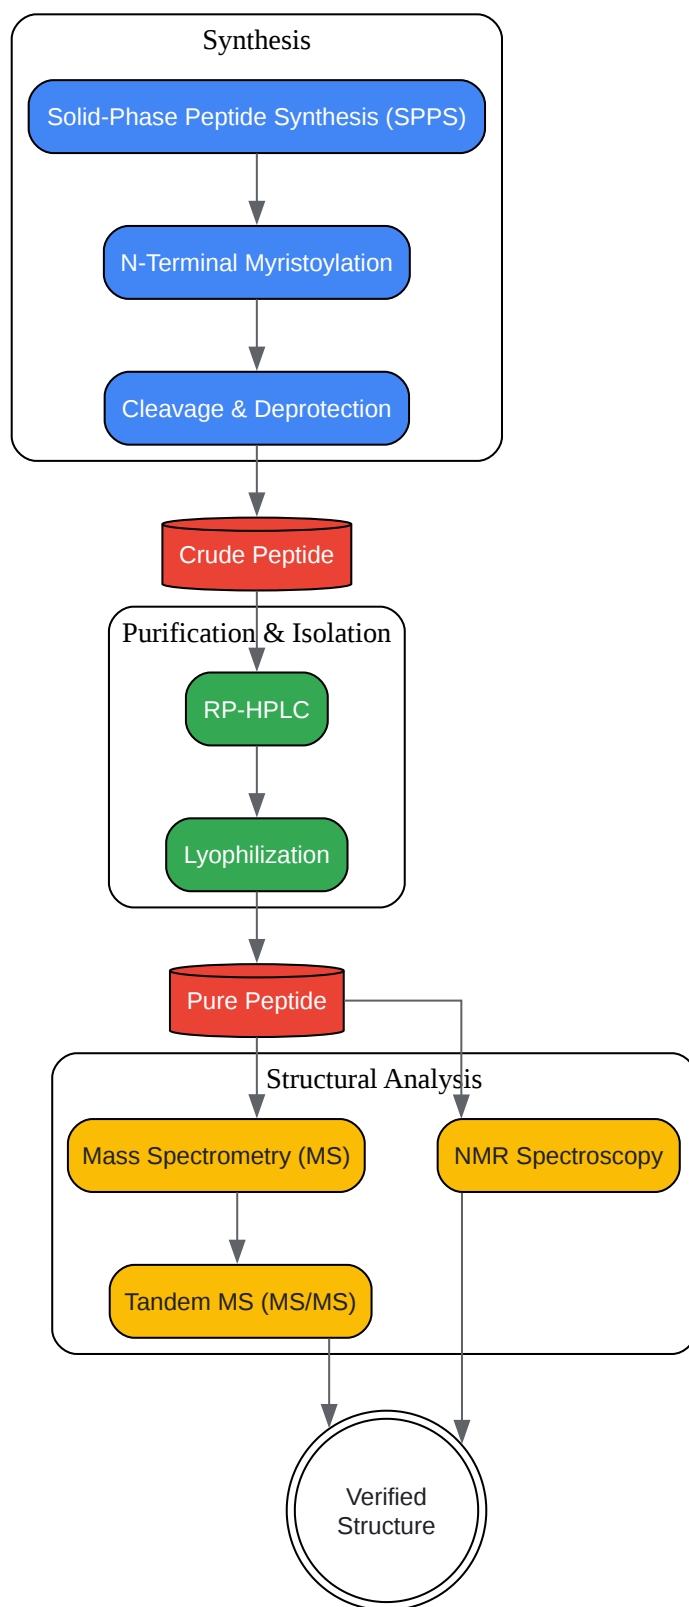 Synthesis
Solid-Phase Peptide Synthesis (SPPS)
N-Terminal Myristoylation
Cleavage & Deprotection
Crude Peptide
Purification & Isolation
RP-HPLC
Lyophilization
Pure Peptide
Structural Analysis
Mass Spectrometry (MS)
NMR Spectroscopy
Tandem MS (MS/MS)
Verified
Structure